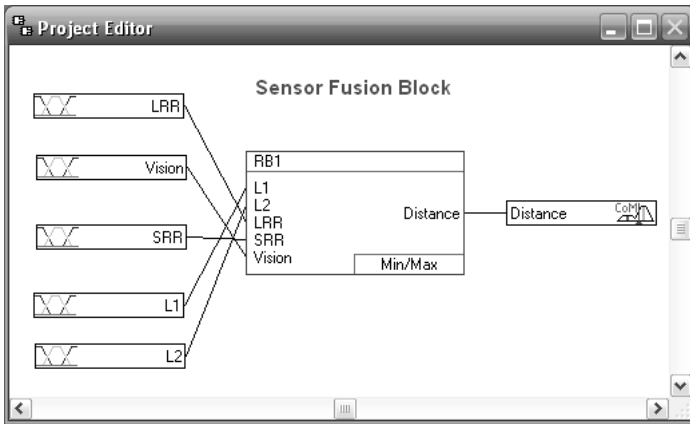 Project Editor
Sensor Fusion Block
LRR
Vision
SRR
L1
L2
RB1
L1
L2
LRR
SRR
Vision
Distance
Min/Max
Distance
CoM